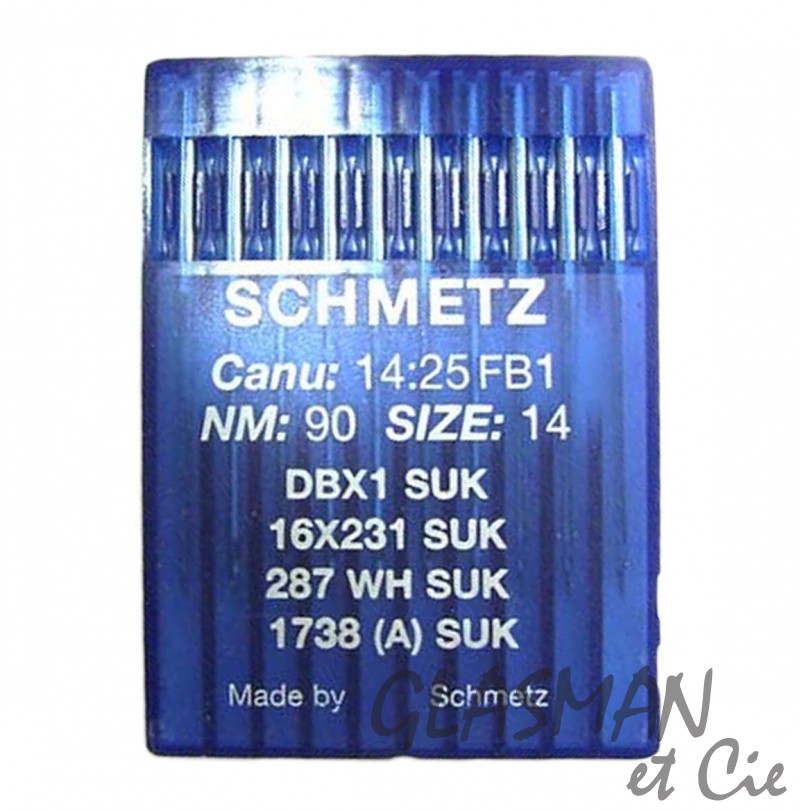 SCHMETZ
Canu: 14:25 FB1
NM: 90 SIZE: 14
DBX1 SUK
16X231 SUK
287 WH SUK
1738 (A) SUK
Made by Schmetz
GLASMAN
et Cie